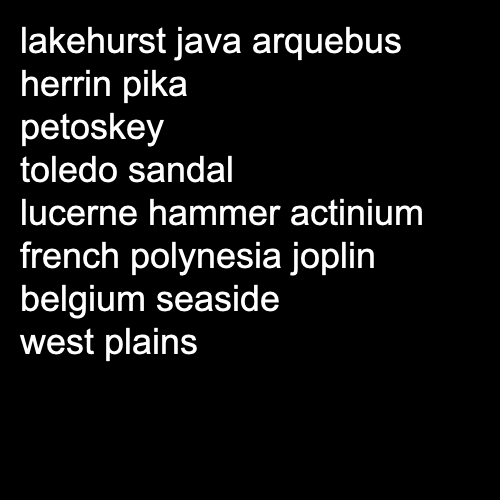 lakehurst java arquebus
herrin pika
petoskey
toledo sandal
lucerne hammer actinium
french polynesia joplin
belgium seaside
west plains